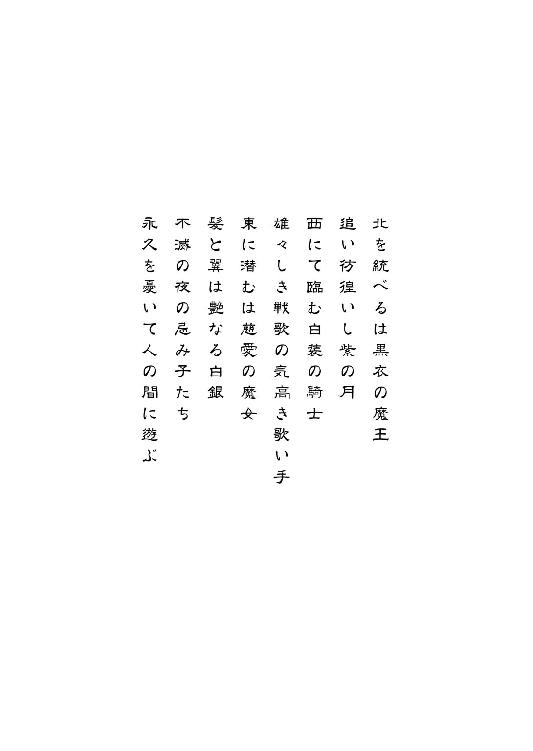 北を統べるは黒衣の魔王
追い彷徨いし紫の月
西にて臨む白蓑の騎士
雄々しき戦歌の気高き歌い手
東に潜むは慈愛の魔女
髪と翼は艶なる白銀
不滅の夜の忌み子たち
永久を憂いて人の間に遊ぶ